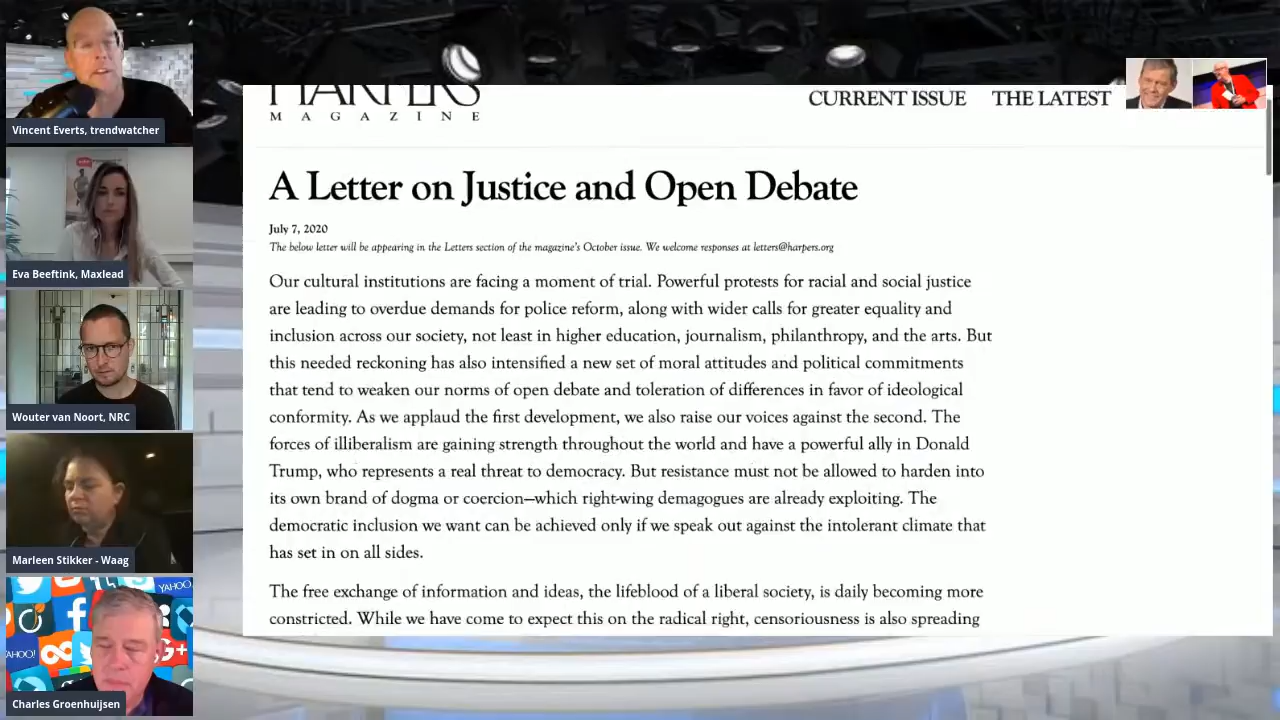 Vincent Everts, trendwatcher
Eva Beeftink, Maxlead
Wouter van Noort, NRC
Marleen Stikker - Waag
YAHOO!
YAHOO!
G+
Charles Groenhuijsen
HARPERS
MAGAZINE
CURRENT ISSUE THE LATEST
A Letter on Justice and Open Debate
July 7, 2020
The below letter will be appearing in the Letters section of the magazine's October issue. We welcome responses at letters@harpers.org
Our cultural institutions are facing a moment of trial. Powerful protests for racial and social justice
are leading to overdue demands for police reform, along with wider calls for greater equality and
inclusion across our society, not least in higher education, journalism, philanthropy, and the arts. But
this needed reckoning has also intensified a new set of moral attitudes and political commitments
that tend to weaken our norms of open debate and toleration of differences in favor of ideological
conformity. As we applaud the first development, we also raise our voices against the second. The
forces of illiberalism are gaining strength throughout the world and have a powerful ally in Donald
Trump, who represents a real threat to democracy. But resistance must not be allowed to harden into
its own brand of dogma or coercion—which right-wing demagogues are already exploiting. The
democratic inclusion we want can be achieved only if we speak out against the intolerant climate that
has set in on all sides.
The free exchange of information and ideas, the lifeblood of a liberal society, is daily becoming more
constricted. While we have come to expect this on the radical right, censoriousness is also spreading